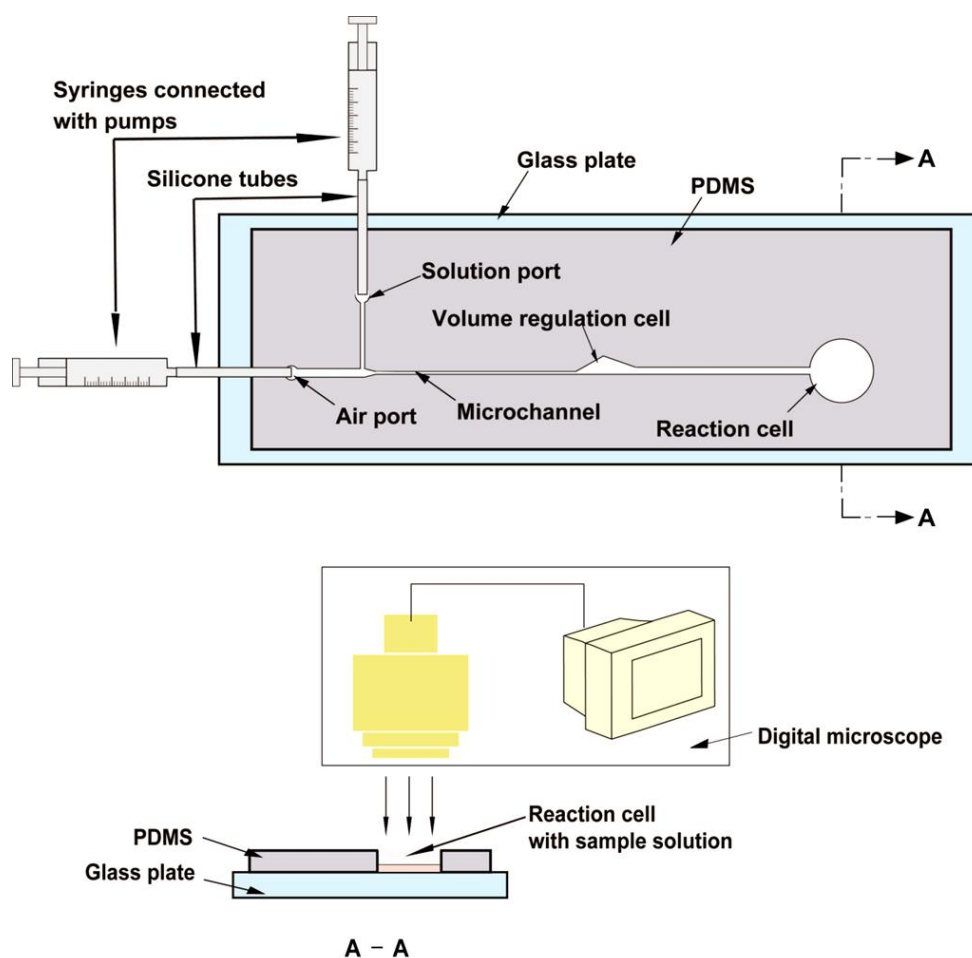 Syringes connected
with pumps
Silicone tubes
Glass plate
A
PDMS
Solution port
Volume regulation cell
Air port
Microchannel
Reaction cell
A
Digital microscope
Reaction cell
with sample solution
PDMS
Glass plate
A – A